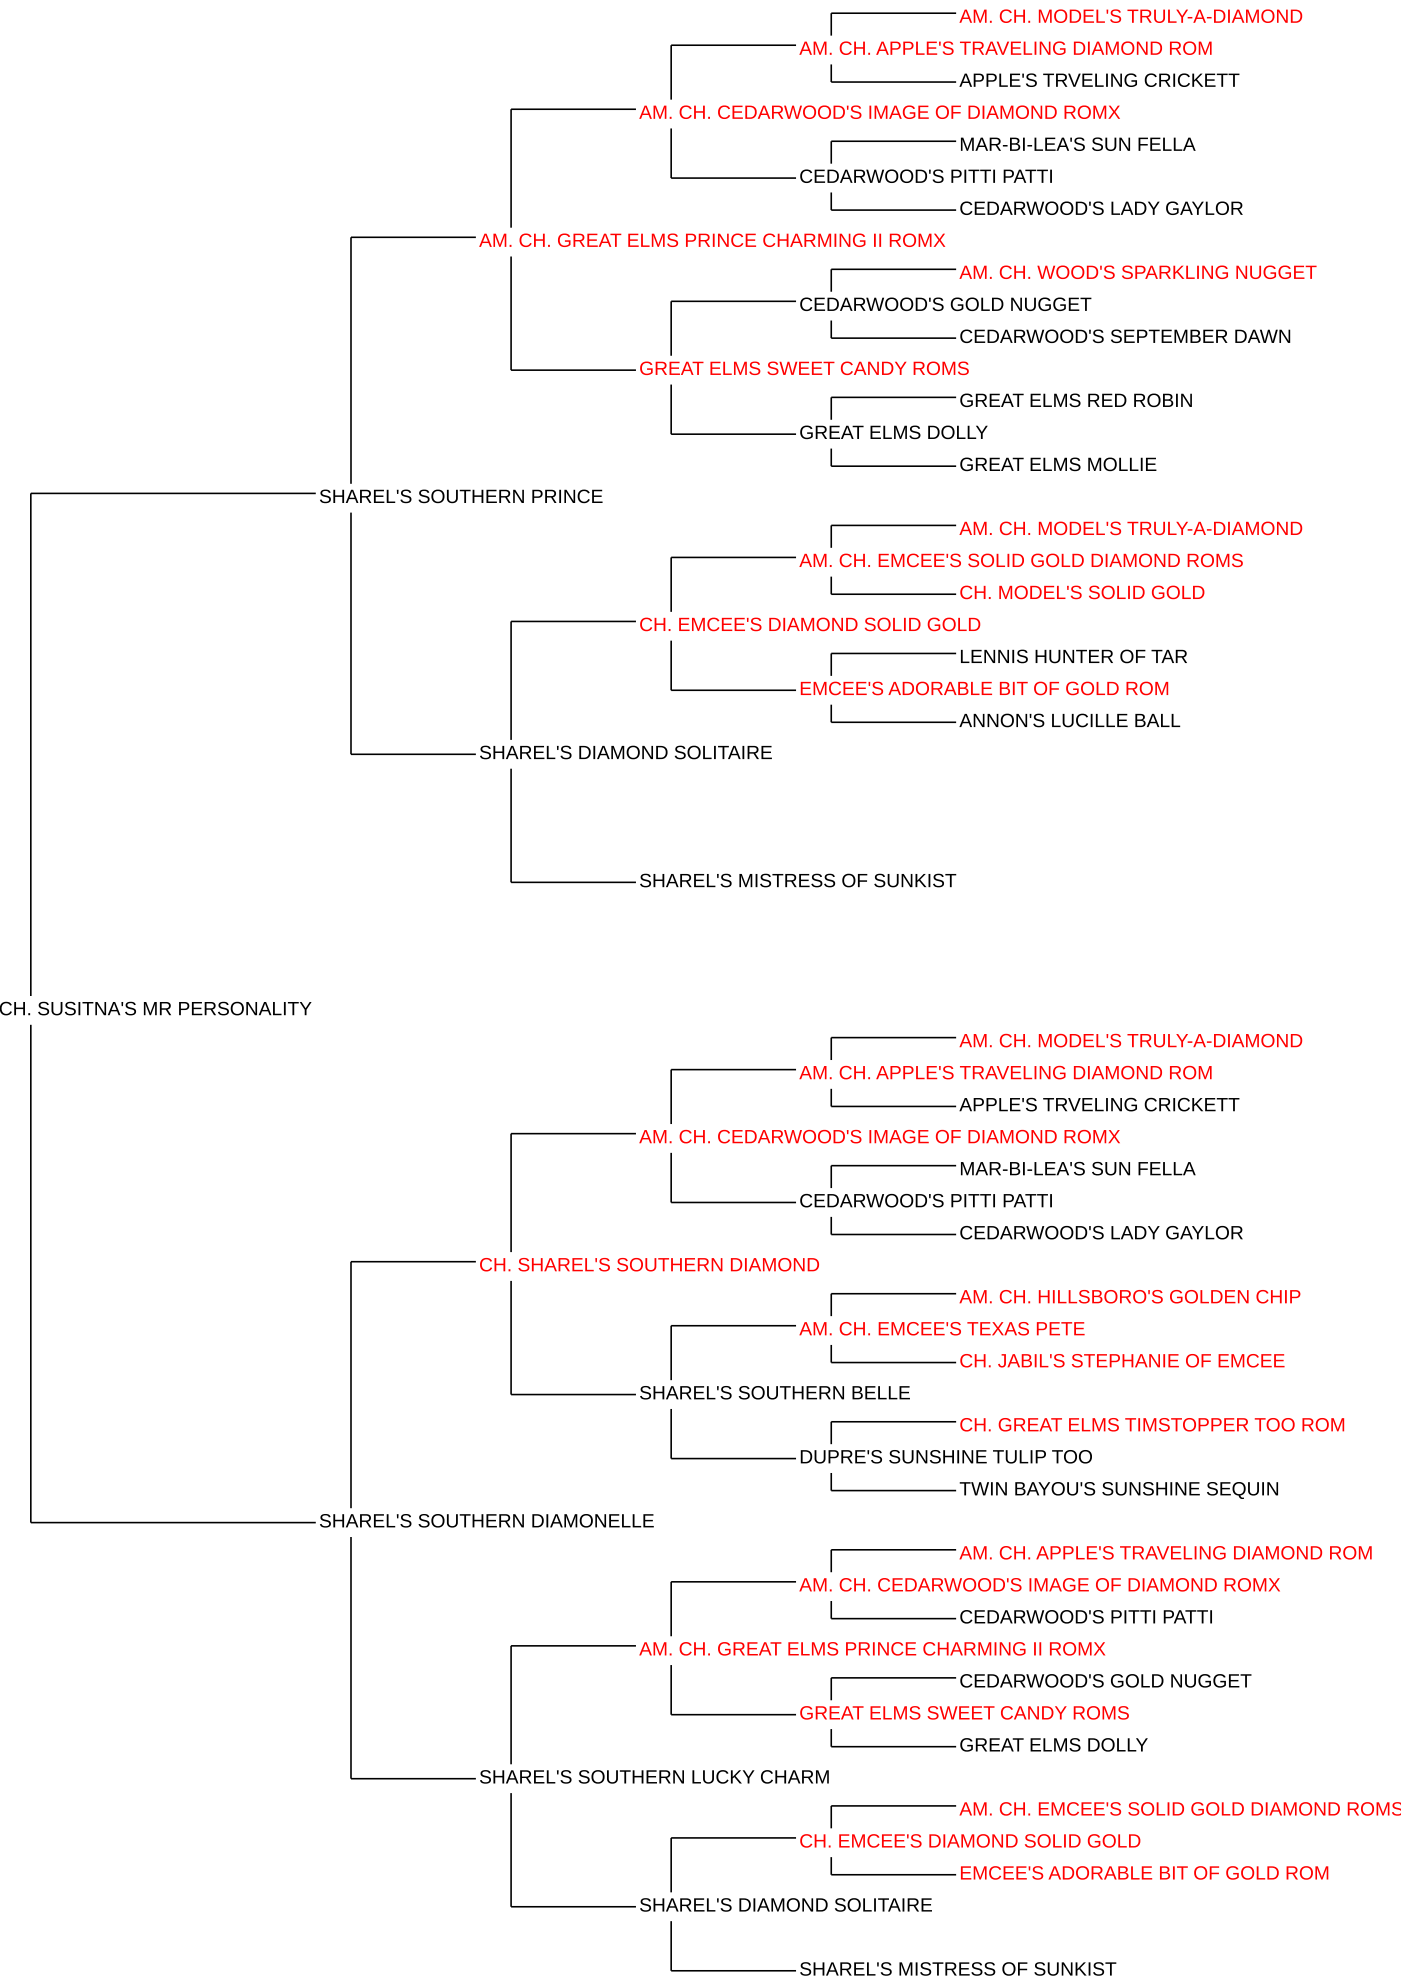 AM. CH. MODEL'S TRULY-A-DIAMOND
AM. CH. APPLE'S TRAVELING DIAMOND ROM
APPLE'S TRVELING CRICKETT
AM. CH. CEDARWOOD'S IMAGE OF DIAMOND ROMX
MAR-BI-LEA'S SUN FELLA
CEDARWOOD'S PITTI PATTI
CEDARWOOD'S LADY GAYLOR
AM. CH. GREAT ELMS PRINCE CHARMING II ROMX
AM. CH. WOOD'S SPARKLING NUGGET
CEDARWOOD'S GOLD NUGGET
CEDARWOOD'S SEPTEMBER DAWN
GREAT ELMS SWEET CANDY ROMS
GREAT ELMS RED ROBIN
GREAT ELMS DOLLY
GREAT ELMS MOLLIE
SHAREL'S SOUTHERN PRINCE
AM. CH. MODEL'S TRULY-A-DIAMOND
AM. CH. EMCEE'S SOLID GOLD DIAMOND ROMS
CH. MODEL'S SOLID GOLD
CH. EMCEE'S DIAMOND SOLID GOLD
LENNIS HUNTER OF TAR
EMCEE'S ADORABLE BIT OF GOLD ROM
ANNON'S LUCILLE BALL
SHAREL'S DIAMOND SOLITAIRE
SHAREL'S MISTRESS OF SUNKIST
CH. SUSITNA'S MR PERSONALITY
AM. CH. MODEL'S TRULY-A-DIAMOND
AM. CH. APPLE'S TRAVELING DIAMOND ROM
APPLE'S TRVELING CRICKETT
AM. CH. CEDARWOOD'S IMAGE OF DIAMOND ROMX
MAR-BI-LEA'S SUN FELLA
CEDARWOOD'S PITTI PATTI
CEDARWOOD'S LADY GAYLOR
CH. SHAREL'S SOUTHERN DIAMOND
AM. CH. HILLSBORO'S GOLDEN CHIP
AM. CH. EMCEE'S TEXAS PETE
CH. JABIL'S STEPHANIE OF EMCEE
SHAREL'S SOUTHERN BELLE
CH. GREAT ELMS TIMSTOPPER TOO ROM
DUPRE'S SUNSHINE TULIP TOO
TWIN BAYOU'S SUNSHINE SEQUIN
SHAREL'S SOUTHERN DIAMONELLE
AM. CH. APPLE'S TRAVELING DIAMOND ROM
AM. CH. CEDARWOOD'S IMAGE OF DIAMOND ROMX
CEDARWOOD'S PITTI PATTI
AM. CH. GREAT ELMS PRINCE CHARMING II ROMX
CEDARWOOD'S GOLD NUGGET
GREAT ELMS SWEET CANDY ROMS
GREAT ELMS DOLLY
SHAREL'S SOUTHERN LUCKY CHARM
AM. CH. EMCEE'S SOLID GOLD DIAMOND ROMS
CH. EMCEE'S DIAMOND SOLID GOLD
EMCEE'S ADORABLE BIT OF GOLD ROM
SHAREL'S DIAMOND SOLITAIRE
SHAREL'S MISTRESS OF SUNKIST